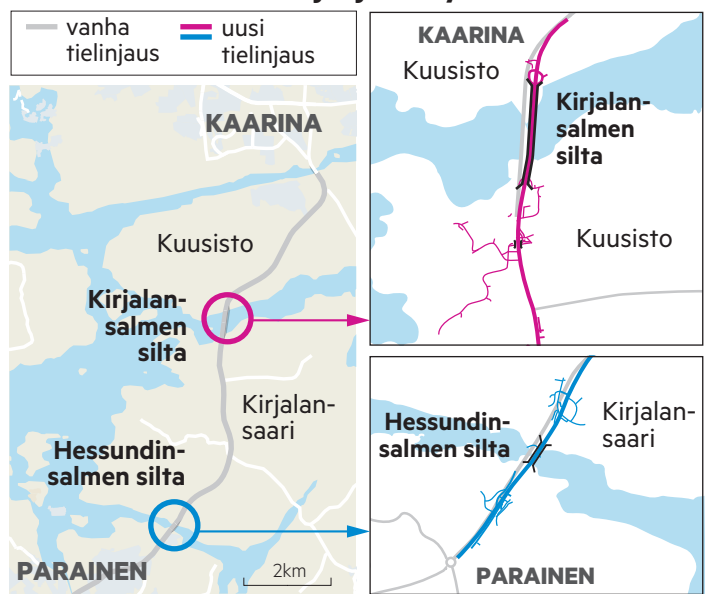 vanha
tielinjaus
uusi
tielinjaus
KAARINA
Kuusisto
Kirjalan-
salmen
silta
Kirjalan-
saari
Hessundin-
salmen silta
PARAINEN
2km
KAARINA
Kuusisto
Kirjalan-
salmen
silta
Kuusisto
Hessundin-
salmen silta
Kirjalan-
saari
PARAINEN